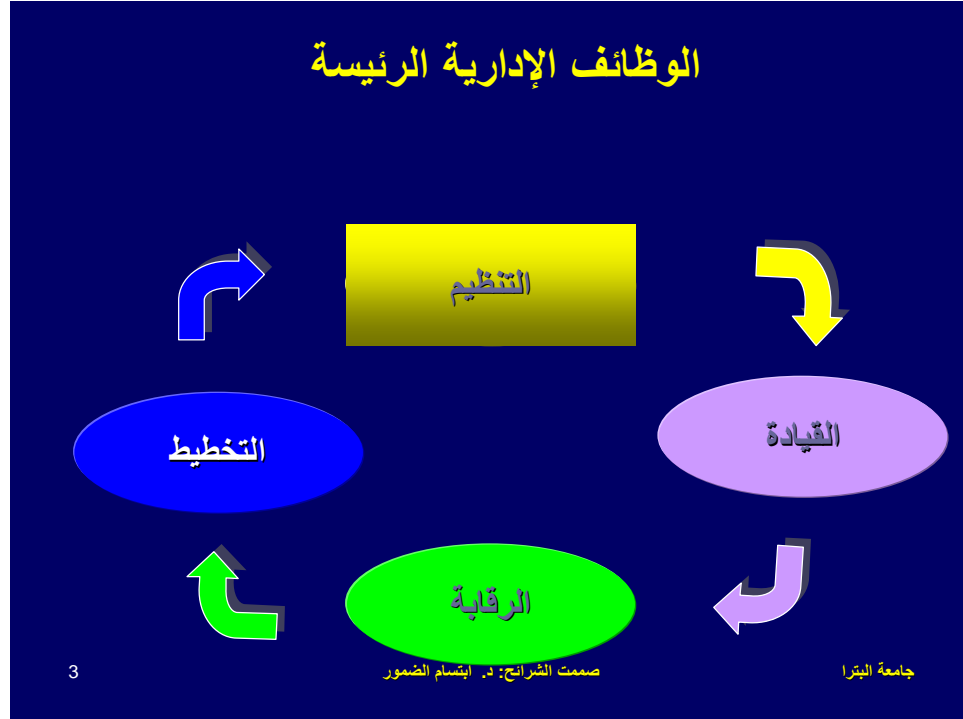 الوظائف الإدارية الرئيسة
التنظيم
القيادة
التخطيط
الرقابة
جامعة البترا
صممت الشرائح: د. ابتسام الضمور
3